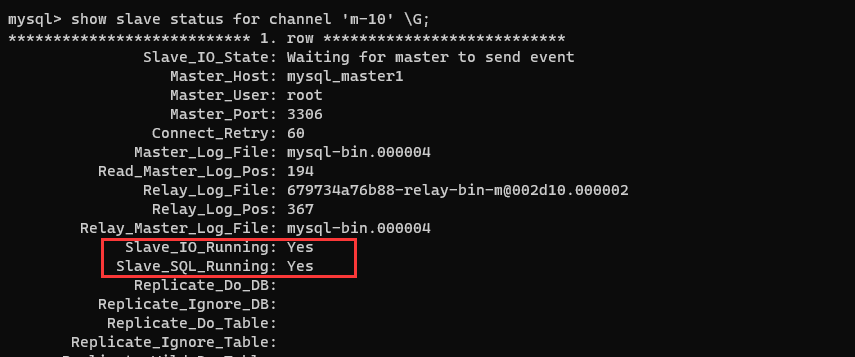 mysql> show slave status for channel 'm-10' \G;
*************************** 1. row ***************************
Slave_IO_State: Waiting for master to send event
Master_Host: mysql_master1
Master_User: root
Master_Port: 3306
Connect_Retry: 60
Master_Log_File: mysql-bin.000004
Read_Master_Log_Pos: 194
Relay_Log_File: 679734a76b88-relay-bin-m@002d10.000002
Relay_Log_Pos: 367
Relay_Master_Log_File: mysql-bin.000004
Slave_IO_Running: Yes
Slave_SQL_Running: Yes
Replicate_Do_DB:
Replicate_Ignore_DB:
Replicate_Do_Table:
Replicate_Ignore_Table: